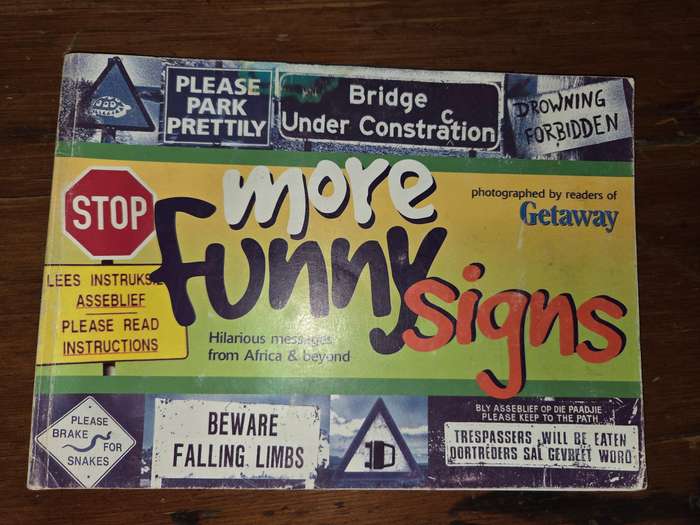 PLEASE
PARK
PRETTILY
Bridge
C
Under Constration
DROWNING
FORBIDDEN
more
funny
signs
photographed by readers of
Getaway
STOP
LEES INSTRUKSIE
ASSEBLIEF
PLEASE READ
INSTRUCTIONS
Hilarious messages
from Africa & beyond
PLEASE
BRAKE FOR
SNAKES
BEWARE
FALLING LIMBS
BLY ASSEBLIEF OP DIE PAADJIE
PLEASE KEEP TO THE PATH
TRESPASSERS WILL BE EATEN
OORTREDERS SAL GEVREET WORD